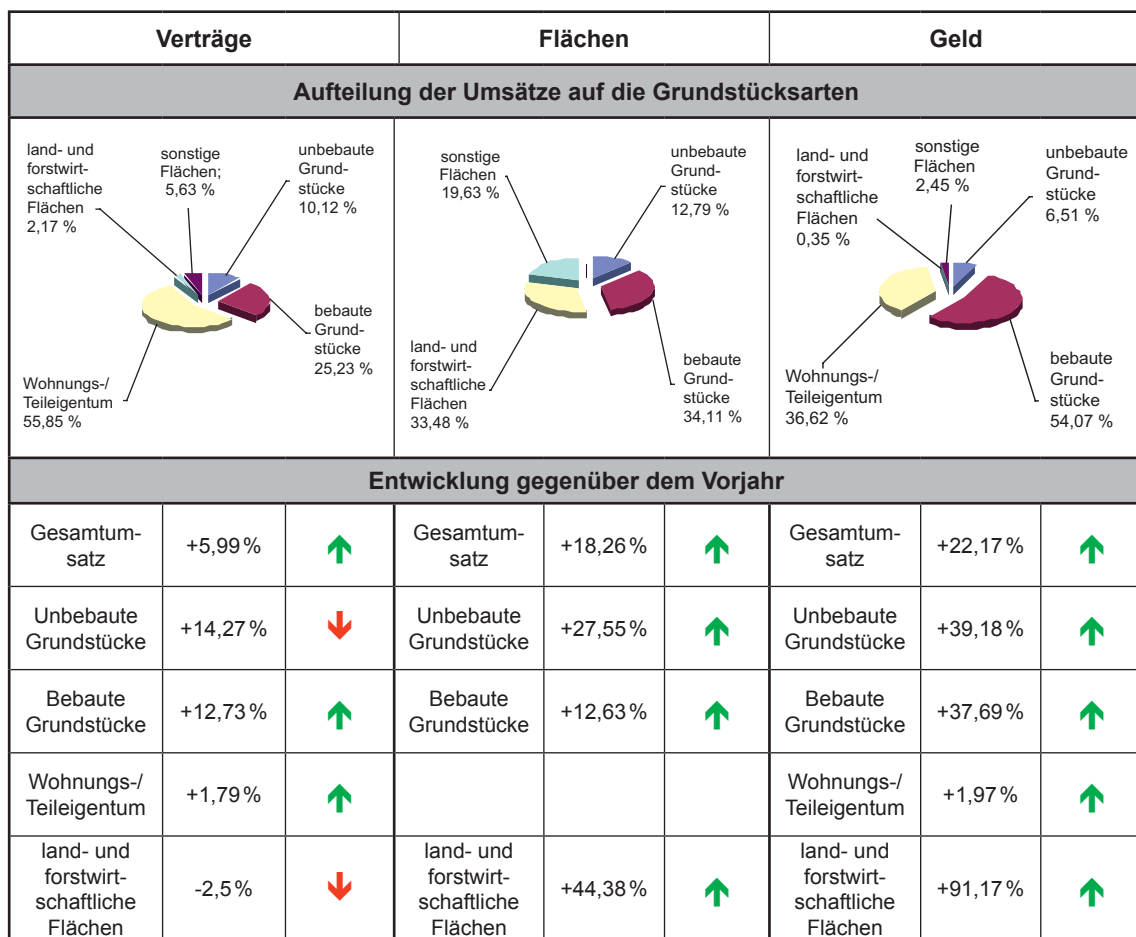 Verträge
Flächen
Geld
Aufteilung der Umsätze auf die Grundstücksarten
land- und
forstwirt-
schaftliche
Flächen
2,17 %
sonstige
Flächen;
5,63 %
unbebaute
Grund-
stücke
10,12 %
bebaute
Grund-
stücke
25,23 %
Wohnungs-/
Teileigentum
55,85 %
sonstige
Flächen
19,63 %
unbebaute
Grund-
stücke
12,79 %
land- und
forstwirt-
schaftliche
Flächen
33,48 %
bebaute
Grund-
stücke
34,11 %
land- und
forstwirt-
schaftliche
Flächen
0,35 %
sonstige
Flächen
2,45 %
unbebaute
Grund-
stücke
6,51 %
Wohnungs-/
Teileigentum
36,62 %
bebaute
Grund-
stücke
54,07 %
Entwicklung gegenüber dem Vorjahr
Gesamtum-
satz
+5,99 %
Gesamtum-
satz
+18,26 %
Gesamtum-
satz
+22,17 %
Unbebaute
Grundstücke
+14,27 %
Unbebaute
Grundstücke
+27,55 %
Unbebaute
Grundstücke
+39,18 %
Bebaute
Grundstücke
+12,73 %
Bebaute
Grundstücke
+12,63 %
Bebaute
Grundstücke
+37,69 %
Wohnungs-/
Teileigentum
+1,79 %
Wohnungs-/
Teileigentum
+1,97 %
land- und
forstwirt-
schaftliche
Flächen
-2,5 %
land- und
forstwirt-
schaftliche
Flächen
+44,38 %
land- und
forstwirt-
schaftliche
Flächen
+91,17 %